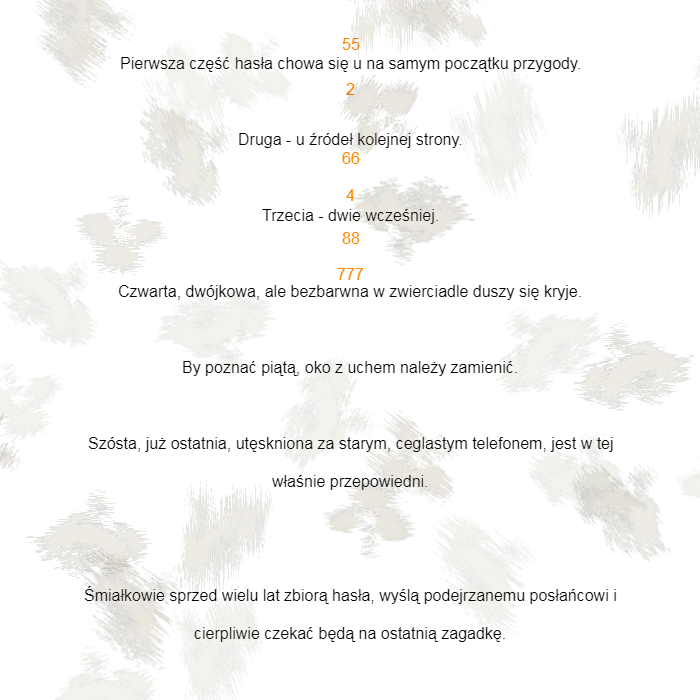 55
Pierwsza część hasła chowa się u na samym początku przygody.
2
Druga - u źródeł kolejnej strony.
66
4
Trzecia - dwie wcześniej.
88
777
Czwarta, dwójkowa, ale bezbarwna w zwierciadle duszy się kryje.
By poznać piątą, oko z uchem należy zamienić.
Szósta, już ostatnia, utęskniona za starym, ceglastym telefonem, jest w tej
właśnie przepowiedni.
Śmiałkowie sprzed wielu lat zbiorą hasła, wyślą podejrzanemu posłańcowi i
cierpliwie czekać będą na ostatnią zagadkę.